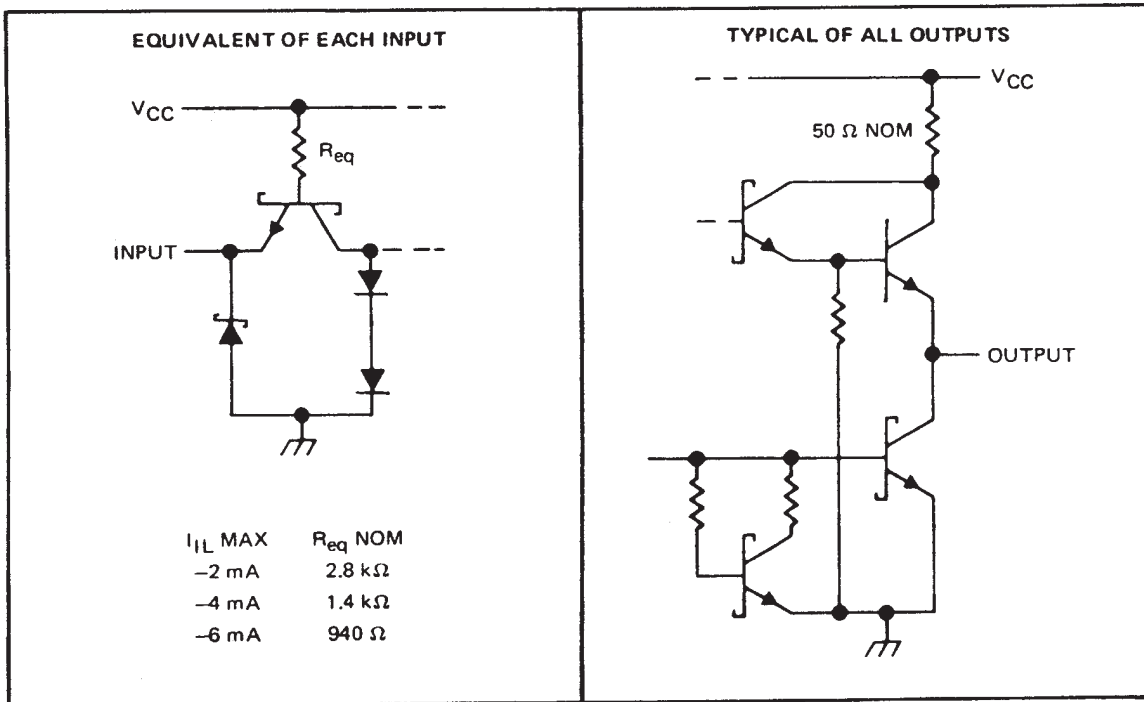 EQUIVALENT OF EACH INPUT
VCC
Req
INPUT
IIL MAX Req NOM
–2 mA 2.8 kΩ
–4 mA 1.4 kΩ
–6 mA 940 Ω
TYPICAL OF ALL OUTPUTS
VCC
50 Ω NOM
OUTPUT